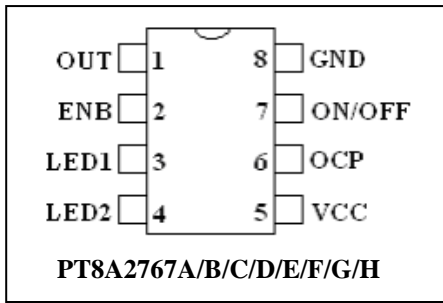 OUT 1 8 GND
ENB 2 7 ON/OFF
LED1 3 6 OCP
LED2 4 5 VCC
PT8A2767A/B/C/D/E/F/G/H